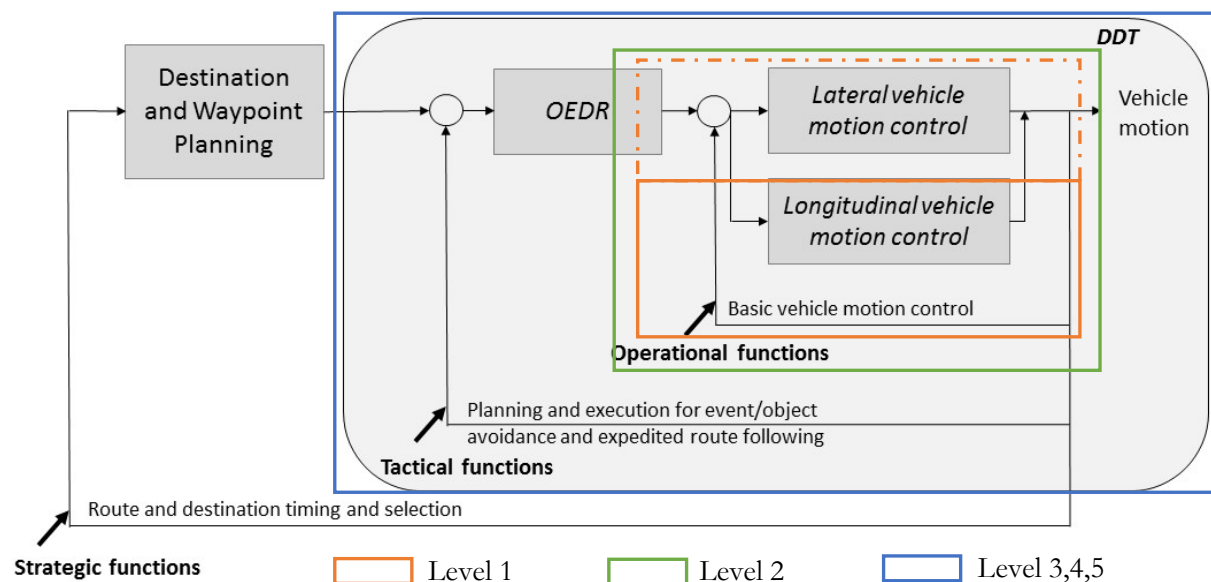 DDT
Destination
and Waypoint
Planning
OEDR
Lateral vehicle
motion control
Vehicle
motion
Longitudinal vehicle
motion control
Basic vehicle motion control
Operational functions
Planning and execution for event/object
avoidance and expedited route following
Tactical functions
Route and destination timing and selection
Strategic functions
Level 1
Level 2
Level 3,4,5